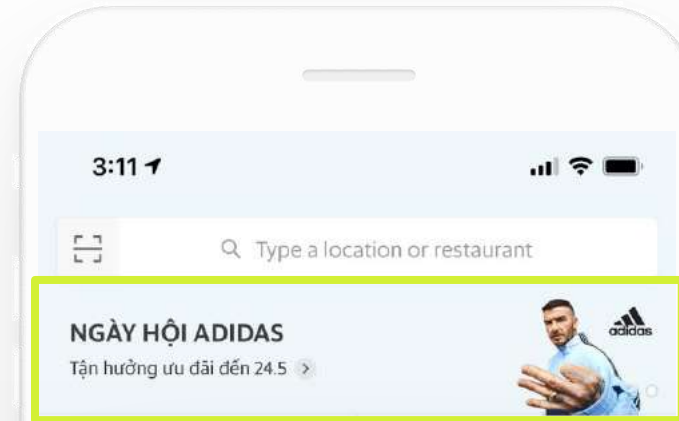 3:11
Type a location or restaurant
NGÀY HỘI ADIDAS
adidas
Tận hưởng ưu đãi đến 24.5